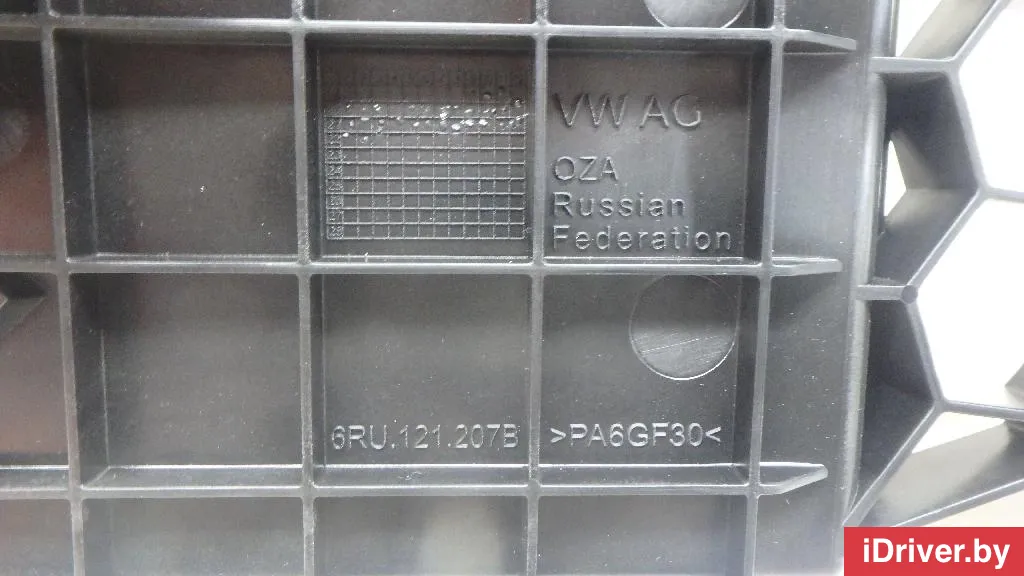 VW AG
OZA
Russian
Federation
6RU.121.207B
>PA6GF30<
iDriver.by